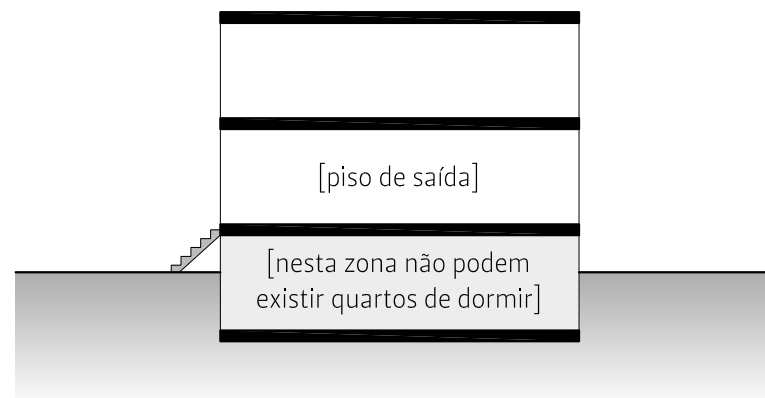 [piso de saída]
[nesta zona não podem
existir quartos de dormir]